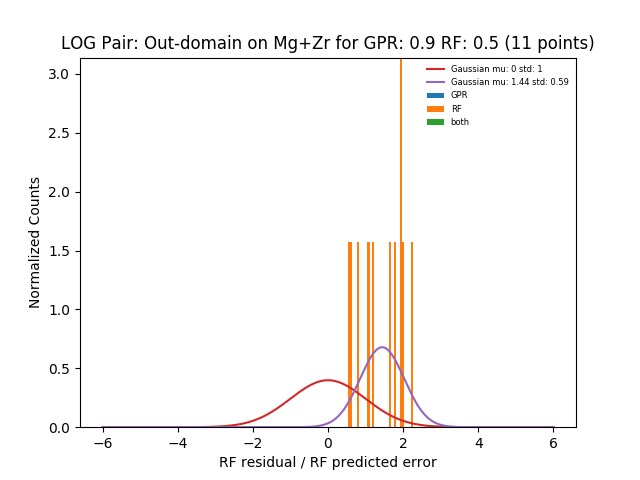 LOG Pair: Out-domain on Mg+Zr for GPR: 0.9 RF: 0.5 (11 points)
Gaussian mu: 0 std: 1
Gaussian mu: 1.44 std: 0.59
GPR
RF
both
Normalized Counts
3.0
2.5
2.0
1.5
1.0
0.5
0.0
−6 −4 −2 0 2 4 6
RF residual / RF predicted error